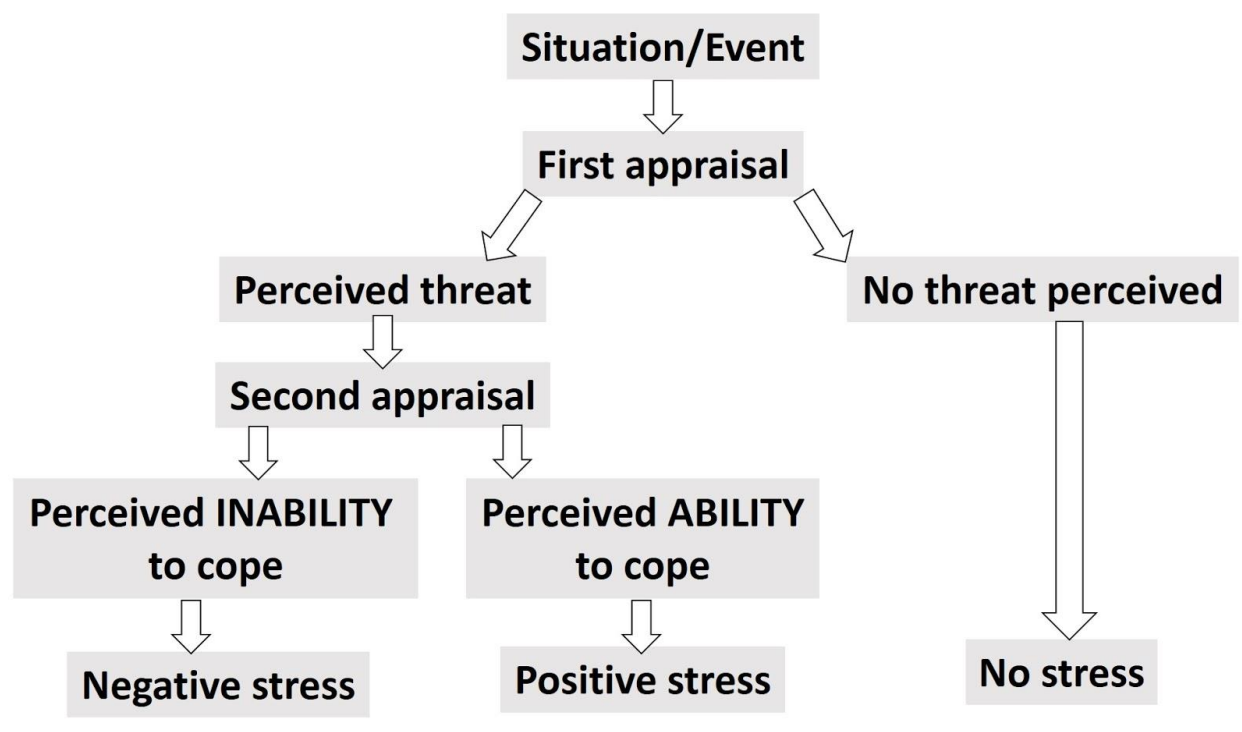 Situation/Event
First appraisal
Perceived threat
No threat perceived
Second appraisal
Perceived INABILITY
to cope
Perceived ABILITY
to cope
Negative stress
Positive stress
No stress